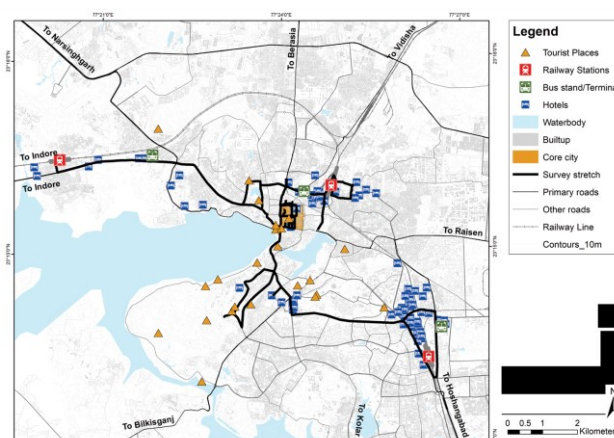 77°21'0"E
77°24'0"E
77°27'0"E
To Narsinghgarh
To Berasia
To Vidisha
To Indore
To Indore
To Raisen
To Hoshangabad
To Bilkisganj
To Kolar
Legend
Tourist Places
Railway Stations
Bus stand/Termina
Hotels
Waterbody
Builtup
Core city
Survey stretch
Primary roads
Other roads
Railway Line
Contours_10m
N
0 0.5 1 2
Kilometer